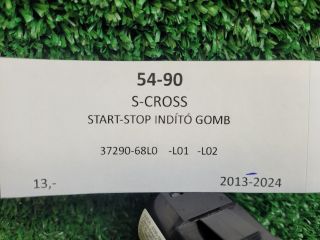 54-90
S-CROSS
START-STOP INDÍTÓ GOMB
37290-68L0 -L01 -L02
13,- 2013-2024